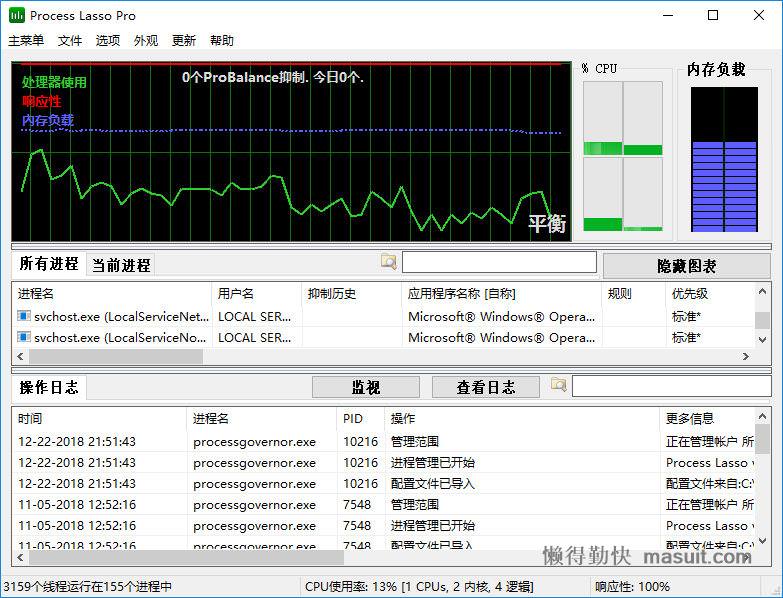 Process Lasso Pro
主菜单 文件 选项 外观 更新 帮助
处理器使用
响应性
内存负载
0个ProBalance抑制. 今日0个.
平衡
% CPU
内存负载
所有进程 当前进程
隐藏图表
进程名 用户名 抑制历史 应用程序名称 [自称] 规则 优先级
svchost.exe (LocalServiceNet... LOCAL SER... Microsoft® Windows® Opera... 标准*
svchost.exe (LocalServiceNo... LOCAL SER... Microsoft® Windows® Opera... 标准*
操作日志 监视 查看日志
时间 进程名 PID 操作 更多信息
12-22-2018 21:51:43 processgovernor.exe 10216 管理范围 正在管理帐户 所
12-22-2018 21:51:43 processgovernor.exe 10216 进程管理已开始 Process Lasso v
12-22-2018 21:51:43 processgovernor.exe 10216 配置文件已导入 配置文件来自:C:\
11-05-2018 12:52:16 processgovernor.exe 7548 管理范围 正在管理帐户 所
11-05-2018 12:52:16 processgovernor.exe 7548 进程管理已开始 Process Lasso v
11-05-2018 12:52:16 processgovernor.exe 7548 配置文件已导入 配置文件来自:C:\
懒得勤快 masuit.com
3159个线程运行在155个进程中 CPU使用率: 13% [1 CPUs, 2 内核, 4 逻辑] 响应性: 100%